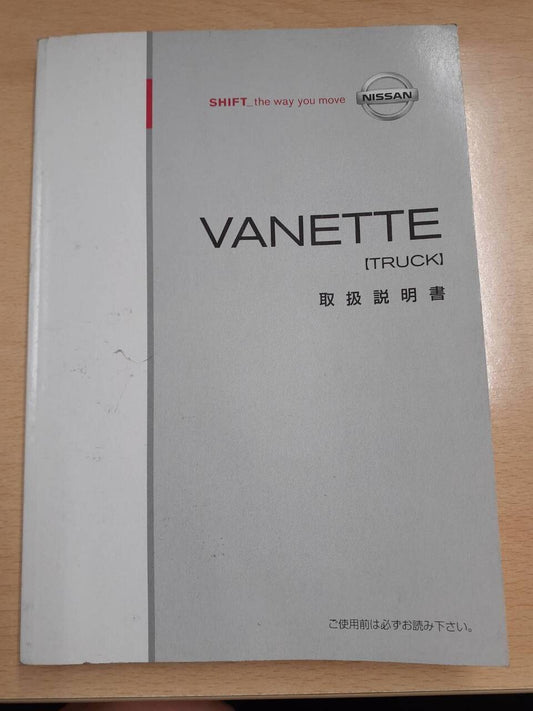 SHIFT_the way you move
NISSAN
VANETTE
【TRUCK】
取扱説明書
ご使用前は必ずお読み下さい。